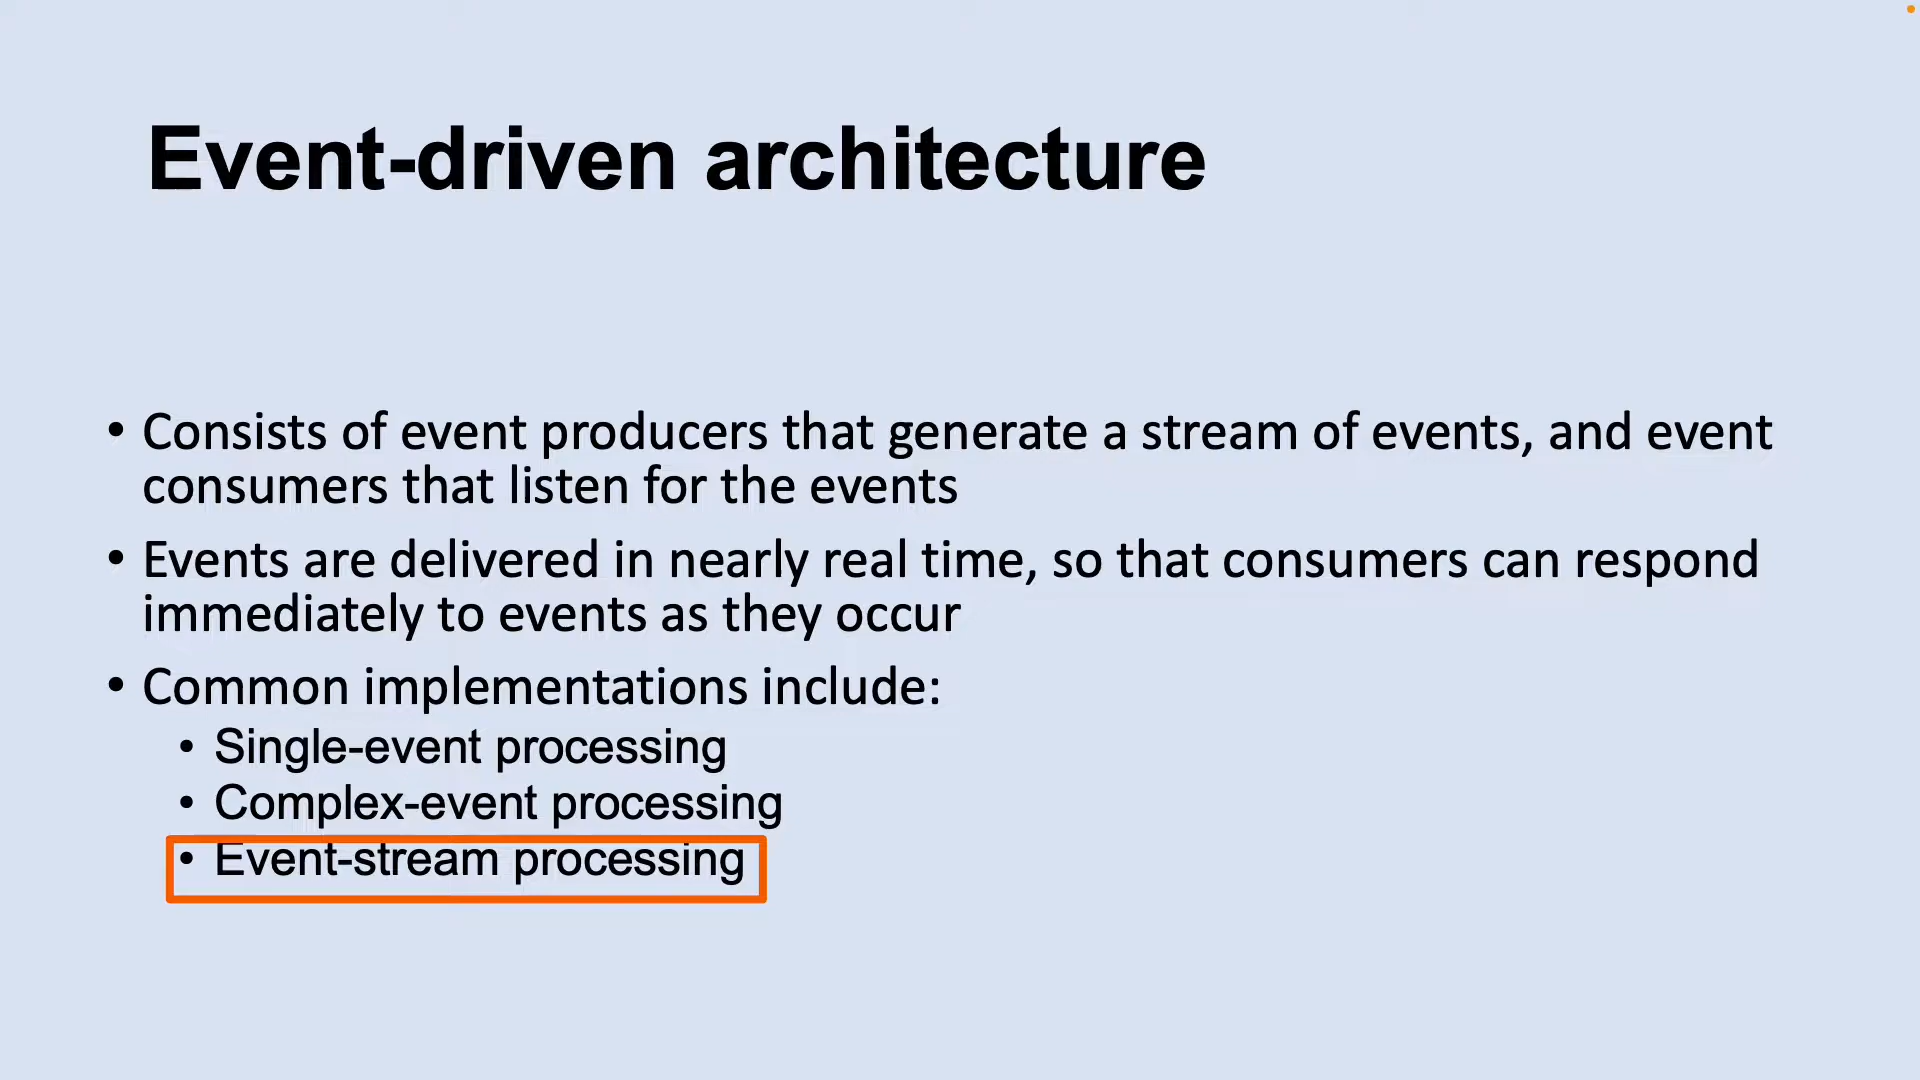 Event-driven architecture
• Consists of event producers that generate a stream of events, and event
consumers that listen for the events
• Events are delivered in nearly real time, so that consumers can respond
immediately to events as they occur
• Common implementations include:
• Single-event processing
• Complex-event processing
• Event-stream processing